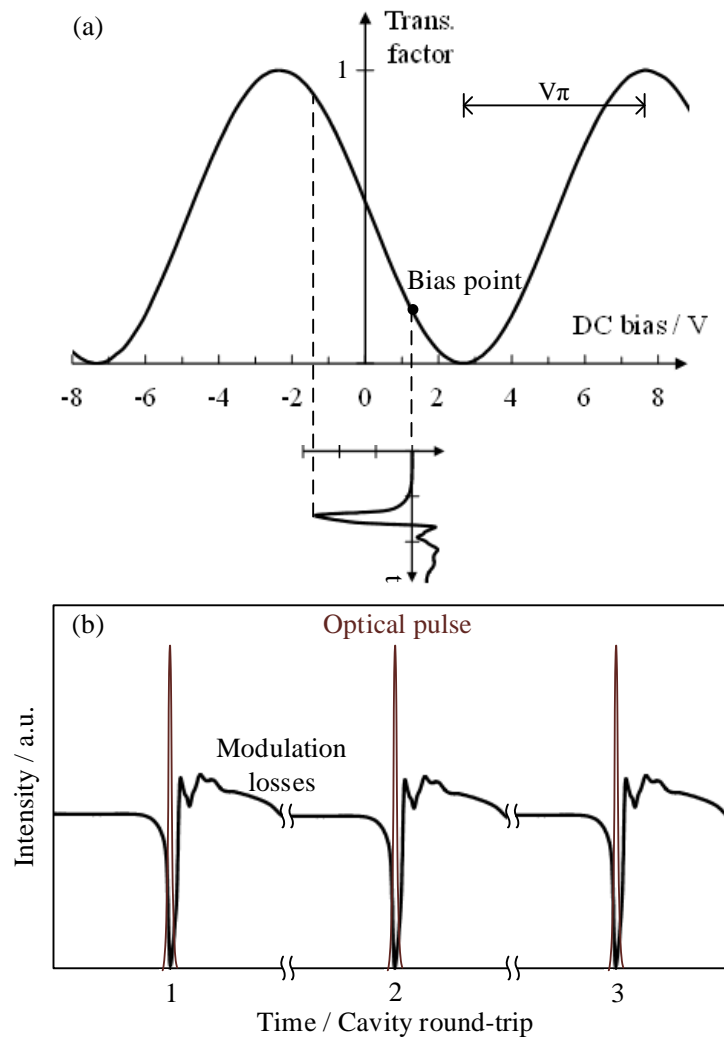 (a)
Trans.
factor
1
Vπ
Bias point
DC bias / V
-8 -6 -4 -2 0 2 4 6 8
t
(b)
Optical pulse
Modulation
losses
Intensity / a.u.
1 2 3
Time / Cavity round-trip